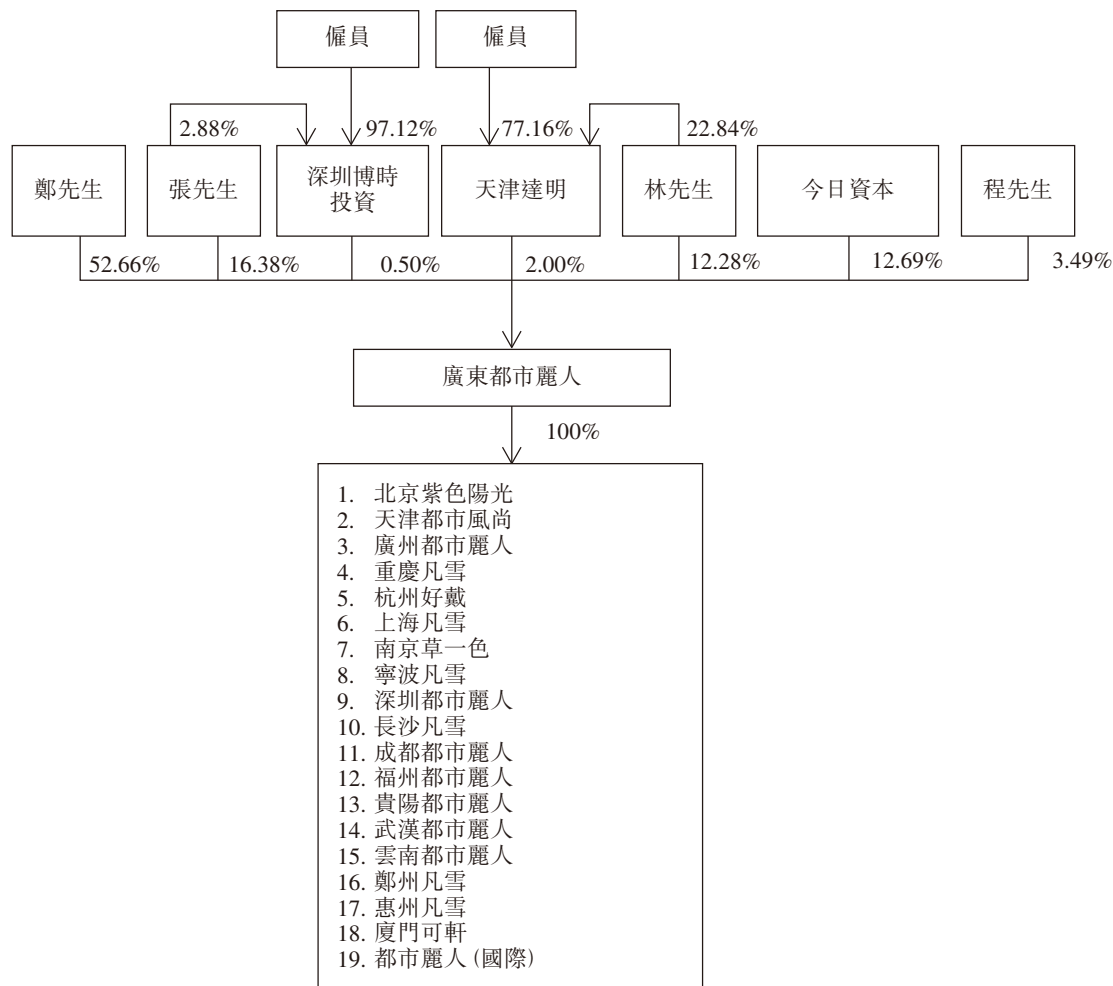 僱員
僱員
2.88%
97.12%
77.16%
22.84%
鄭先生
張先生
深圳博時
投資
天津達明
林先生
今日資本
程先生
52.66%
16.38%
0.50%
2.00%
12.28%
12.69%
3.49%
廣東都市麗人
100%
1. 北京紫色陽光
2. 天津都市風尚
3. 廣州都市麗人
4. 重慶凡雪
5. 杭州好戴
6. 上海凡雪
7. 南京草一色
8. 寧波凡雪
9. 深圳都市麗人
10. 長沙凡雪
11. 成都都市麗人
12. 福州都市麗人
13. 貴陽都市麗人
14. 武漢都市麗人
15. 雲南都市麗人
16. 鄭州凡雪
17. 惠州凡雪
18. 廈門可軒
19. 都市麗人(國際)